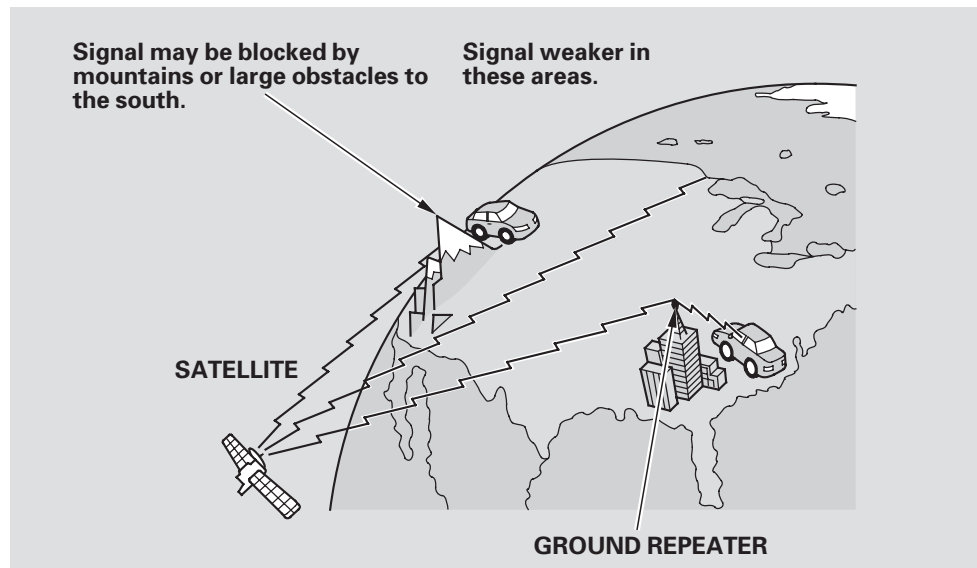 Signal may be blocked by
mountains or large obstacles to
the south.
Signal weaker in
these areas.
SATELLITE
GROUND REPEATER